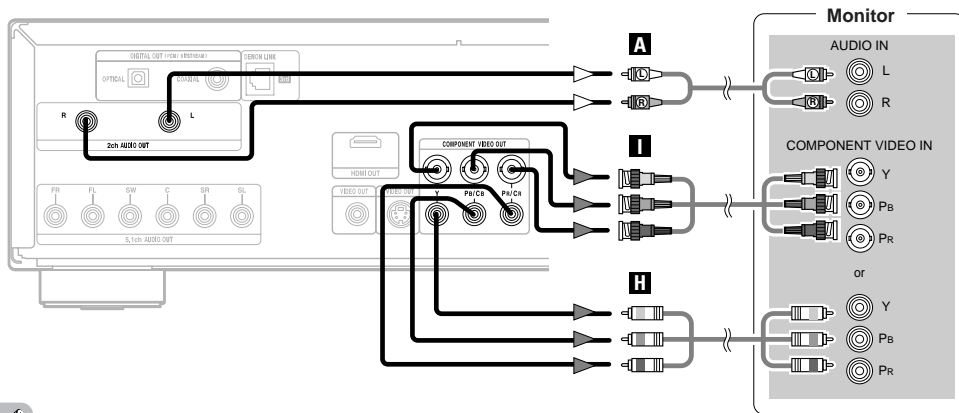 Monitor
DIGITAL OUT (PCM / BITSTREAM)
DENON LINK
OPTICAL
COAXIAL
A
AUDIO IN
L
L
L
R
R
R
R
L
2ch AUDIO OUT
HDMI OUT
COMPONENT VIDEO OUT
I
COMPONENT VIDEO IN
Y
PB
PR
FR FL SW C SR SL
5.1ch AUDIO OUT
VIDEO OUT
VIDEO OUT
Y
PB/CB
PR/CR
or
H
Y
PB
PR